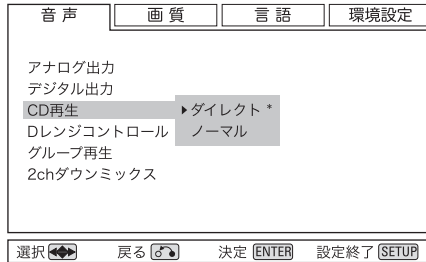 音声 画質 言語 環境設定
アナログ出力
デジタル出力
CD再生 ▶ダイレクト *
Dレンジコントロール ノーマル
グループ再生
2chダウンミックス
選択 戻る 決定 ENTER 設定終了 SETUP